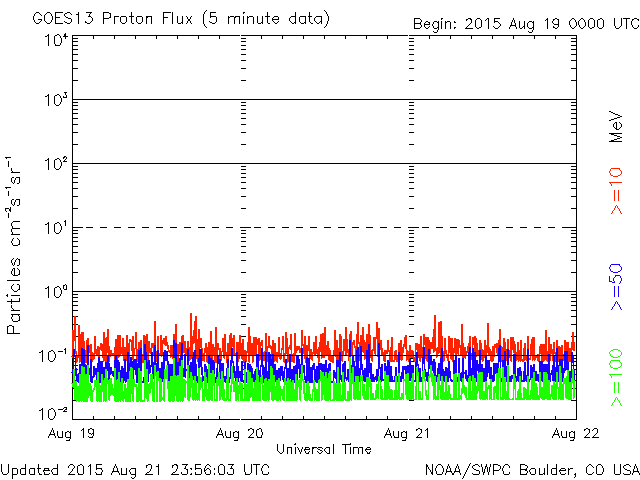 GOES13 Proton Flux (5 minute data)
Begin: 2015 Aug 19 0000 UTC
10⁴
10³
10²
10¹
10⁰
10⁻¹
10⁻²
Particles cm⁻²s⁻¹sr⁻¹
MeV
>=10
>=50
>=100
Aug 19 Aug 20 Aug 21 Aug 22
Universal Time
Updated 2015 Aug 21 23:56:03 UTC
NOAA/SWPC Boulder, CO USA